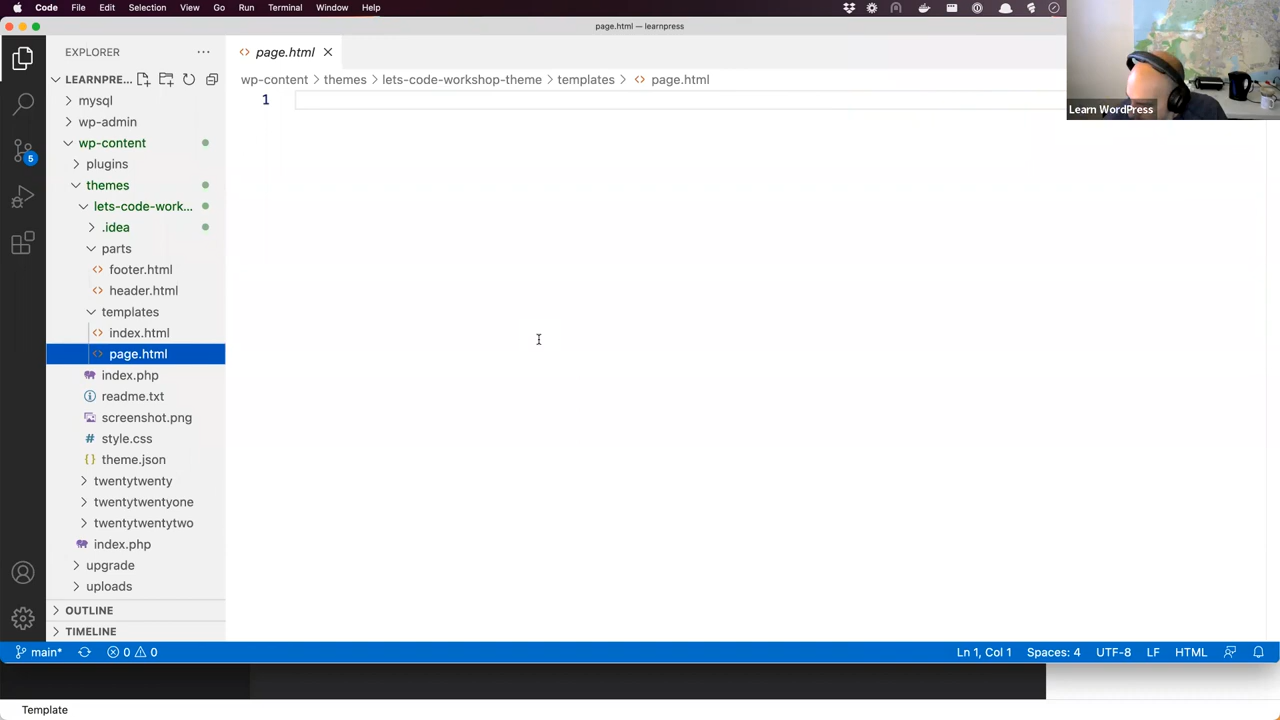 Code File Edit Selection View Go Run Terminal Window Help
page.html — learnpress
EXPLORER
page.html
LEARNPRE...
wp-content themes lets-code-workshop-theme templates page.html
1
mysql
wp-admin
wp-content
plugins
themes
lets-code-work...
.idea
parts
footer.html
header.html
templates
index.html
page.html
index.php
readme.txt
screenshot.png
style.css
theme.json
twentytwenty
twentytwentyone
twentytwentytwo
index.php
upgrade
uploads
OUTLINE
TIMELINE
5
Learn WordPress
main* 0 0 Ln 1, Col 1 Spaces: 4 UTF-8 LF HTML
Template